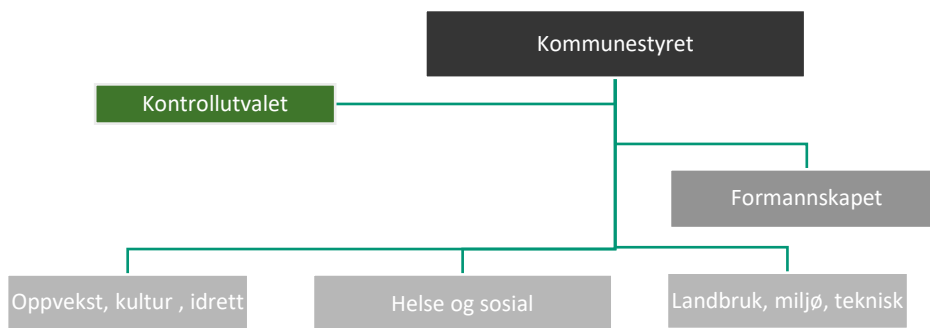 Kommunestyret
Kontrollutvalet
Formannskapet
Oppvekst, kultur , idrett
Helse og sosial
Landbruk, miljø, teknisk